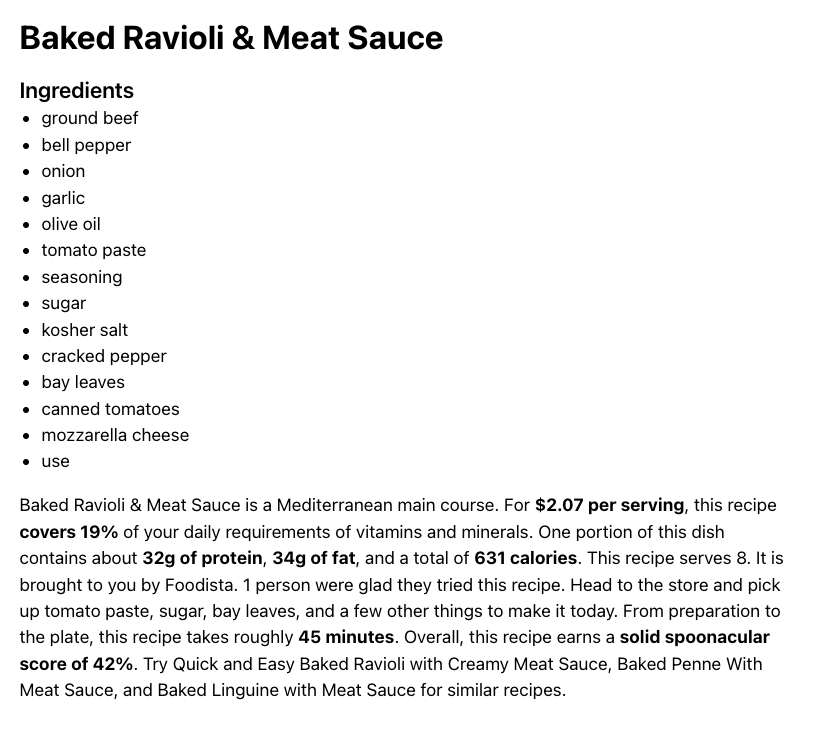 Baked Ravioli & Meat Sauce
Ingredients
• ground beef
• bell pepper
• onion
• garlic
• olive oil
• tomato paste
• seasoning
• sugar
• kosher salt
• cracked pepper
• bay leaves
• canned tomatoes
• mozzarella cheese
• use
Baked Ravioli & Meat Sauce is a Mediterranean main course. For $2.07 per serving, this recipe
covers 19% of your daily requirements of vitamins and minerals. One portion of this dish
contains about 32g of protein, 34g of fat, and a total of 631 calories. This recipe serves 8. It is
brought to you by Foodista. 1 person were glad they tried this recipe. Head to the store and pick
up tomato paste, sugar, bay leaves, and a few other things to make it today. From preparation to
the plate, this recipe takes roughly 45 minutes. Overall, this recipe earns a solid spoonacular
score of 42%. Try Quick and Easy Baked Ravioli with Creamy Meat Sauce, Baked Penne With
Meat Sauce, and Baked Linguine with Meat Sauce for similar recipes.